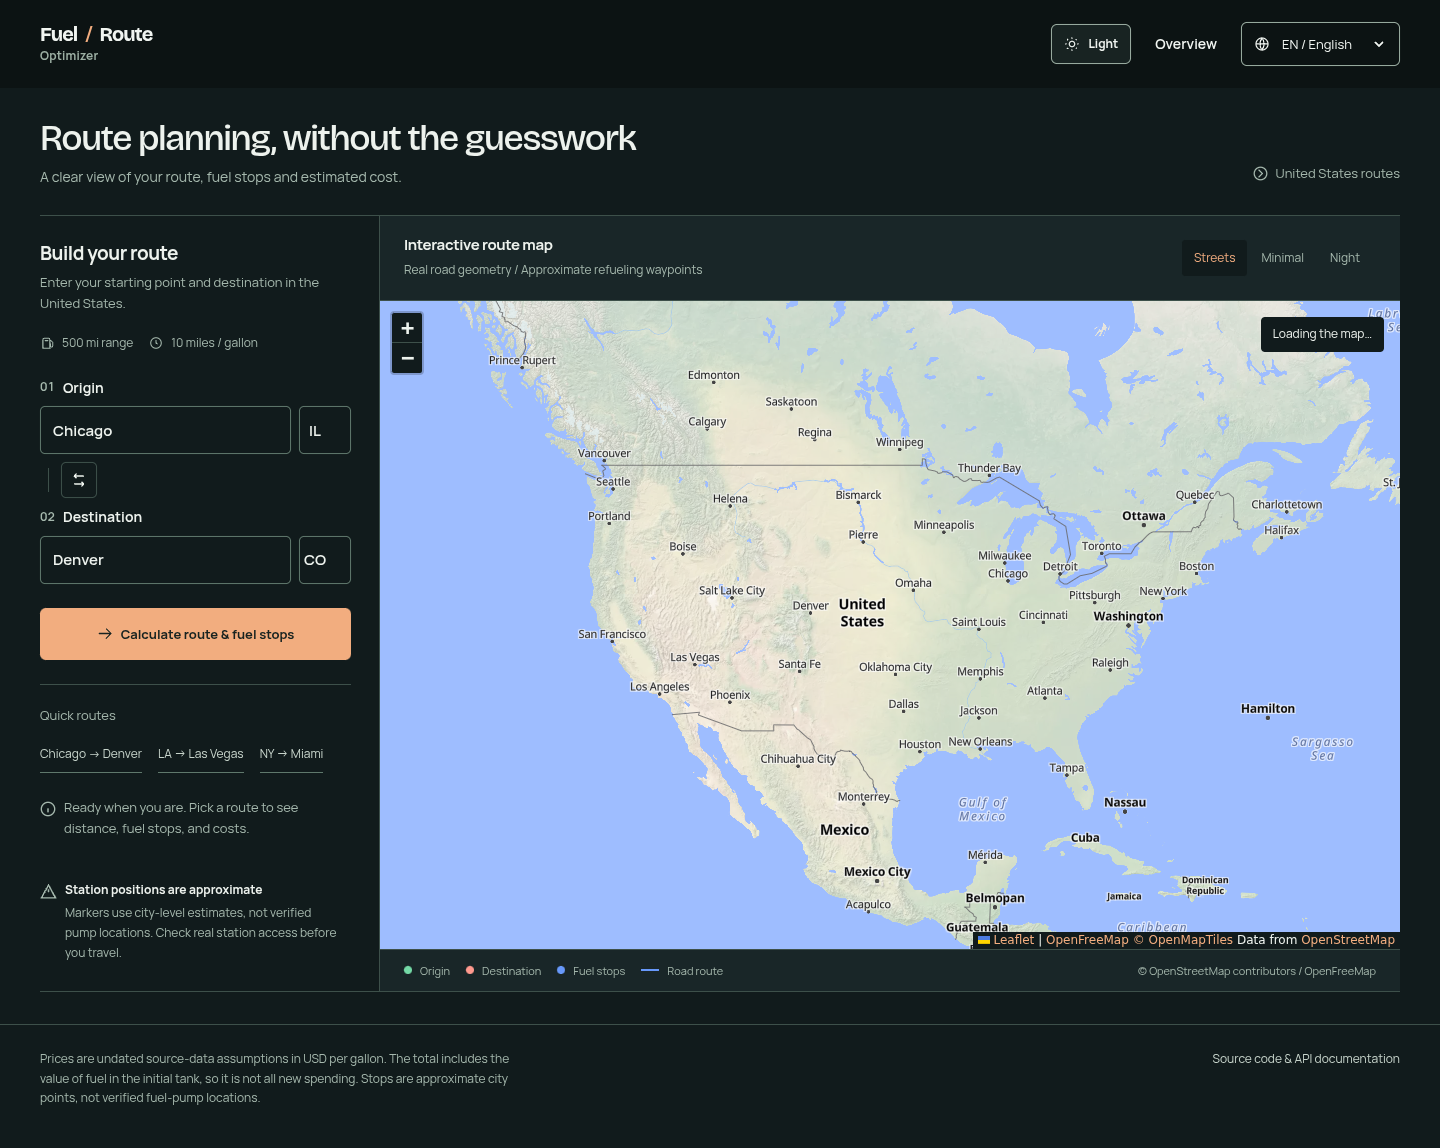 Fuel / Route
Optimizer
Light
Overview
EN / English
Route planning, without the guesswork
A clear view of your route, fuel stops and estimated cost.
United States routes
Build your route
Enter your starting point and destination in the
United States.
500 mi range
10 miles / gallon
01 Origin
Chicago
IL
02 Destination
Denver
CO
Calculate route & fuel stops
Quick routes
Chicago → Denver
LA → Las Vegas
NY → Miami
Ready when you are. Pick a route to see
distance, fuel stops, and costs.
Station positions are approximate
Markers use city-level estimates, not verified
pump locations. Check real station access before
you travel.
Interactive route map
Real road geometry / Approximate refueling waypoints
Streets
Minimal
Night
+
−
Loading the map...
Prince Rupert
Edmonton
Saskatoon
Calgary
Regina
Winnipeg
Vancouver
Thunder Bay
Seattle
Helena
Bismarck
Quebec
Charlottetown
Portland
Minneapolis
Ottawa
Halifax
Pierre
Boise
Toronto
Milwaukee
Chicago
Detroit
Boston
Salt Lake City
Omaha
Pittsburgh
New York
Denver
United
States
Saint Louis
Cincinnati
Washington
San Francisco
Las Vegas
Santa Fe
Oklahoma City
Memphis
Raleigh
Los Angeles
Phoenix
Atlanta
Dallas
Jackson
Hamilton
Houston
New Orleans
Sargasso
Sea
Chihuahua City
Tampa
Monterrey
Gulf of
Mexico
Nassau
Mexico
Cuba
Mérida
Mexico City
Dominican
Republic
Belmopan
Jamaica
Acapulco
Guatemala
Caribbean
Leaflet | OpenFreeMap © OpenMapTiles Data from OpenStreetMap
Origin
Destination
Fuel stops
Road route
© OpenStreetMap contributors / OpenFreeMap
Prices are undated source-data assumptions in USD per gallon. The total includes the
value of fuel in the initial tank, so it is not all new spending. Stops are approximate city
points, not verified fuel-pump locations.
Source code & API documentation